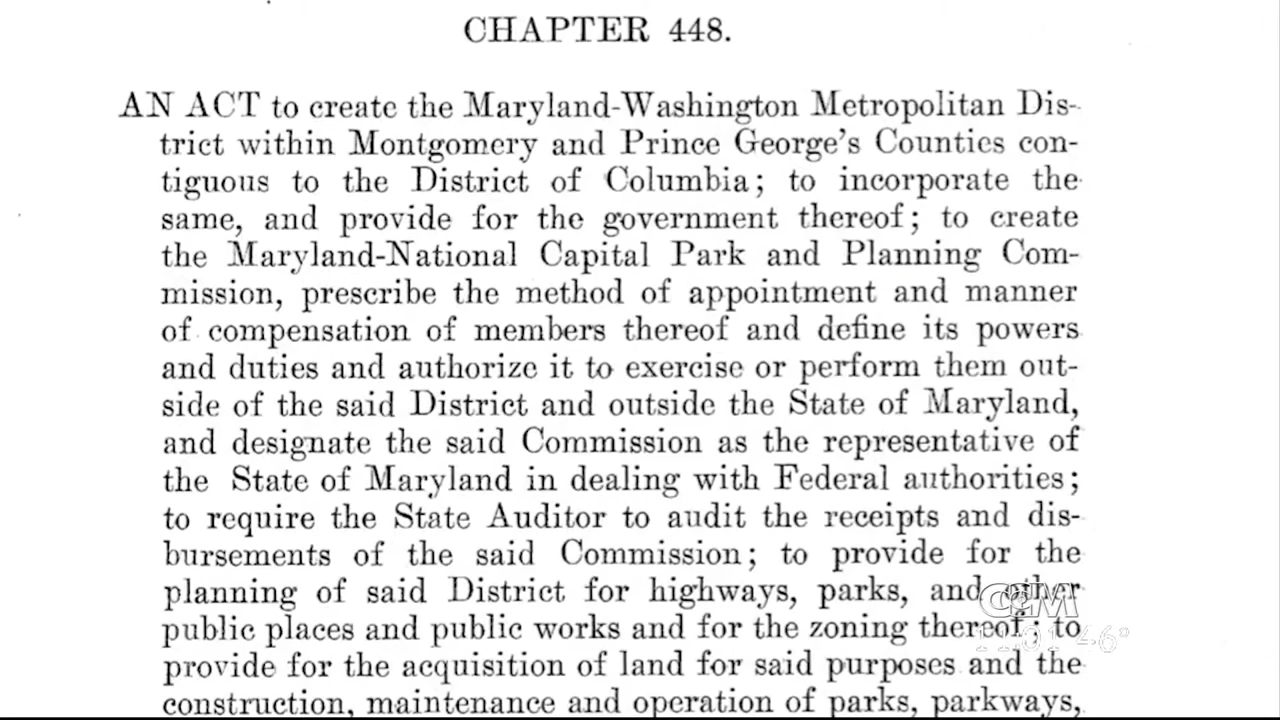 CHAPTER 448.
AN ACT to create the Maryland-Washington Metropolitan Dis-
trict within Montgomery and Prince George's Counties con-
tiguous to the District of Columbia; to incorporate the
same, and provide for the government thereof; to create
the Maryland-National Capital Park and Planning Com-
mission, prescribe the method of appointment and manner
of compensation of members thereof and define its powers
and duties and authorize it to exercise or perform them out-
side of the said District and outside the State of Maryland,
and designate the said Commission as the representative of
the State of Maryland in dealing with Federal authorities;
to require the State Auditor to audit the receipts and dis-
bursements of the said Commission; to provide for the
planning of said District for highways, parks, and other
public places and public works and for the zoning thereof; to
provide for the acquisition of land for said purposes and the
construction, maintenance and operation of parks, parkways,
CCM
11:01 46°